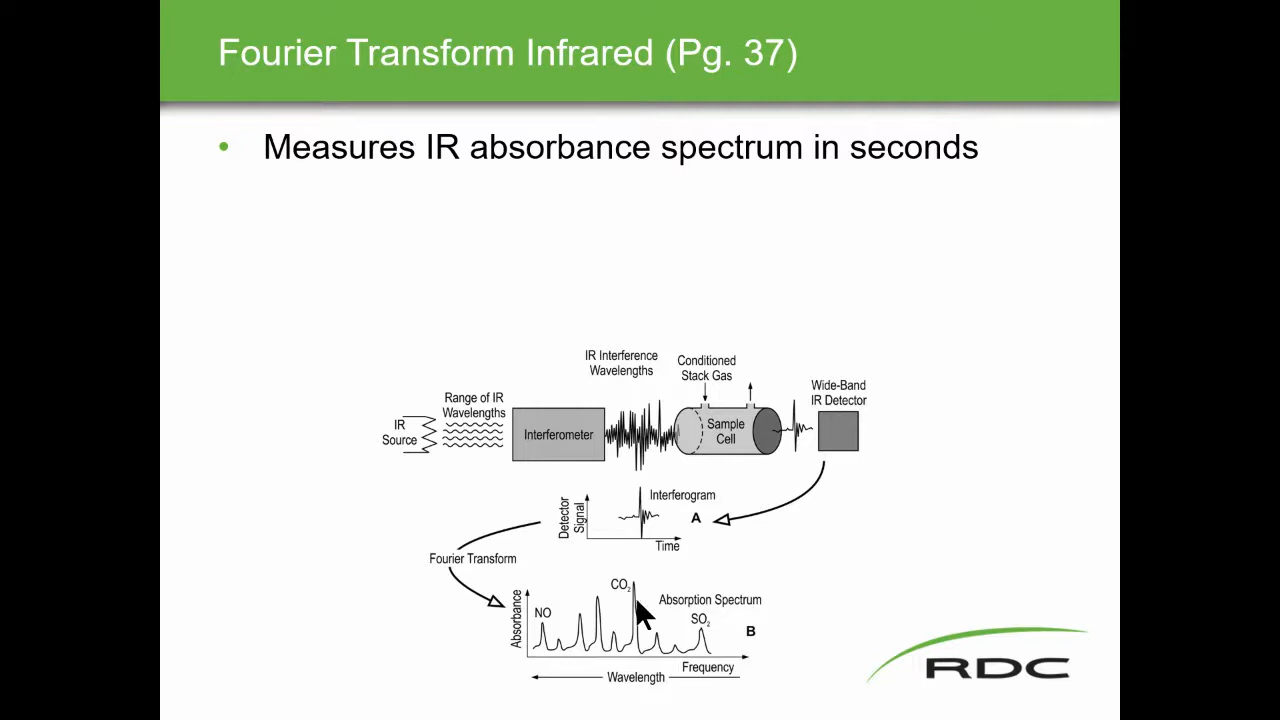 Fourier Transform Infrared (Pg. 37)
• Measures IR absorbance spectrum in seconds
IR Interference
Wavelengths
Conditioned
Stack Gas
Wide-Band
IR Detector
Range of IR
Wavelengths
IR
Source
Interferometer
Sample
Cell
Detector
Signal
Interferogram
A
Time
Fourier Transform
Absorbance
NO
CO2
Absorption Spectrum
SO2
B
Frequency
Wavelength
RDC